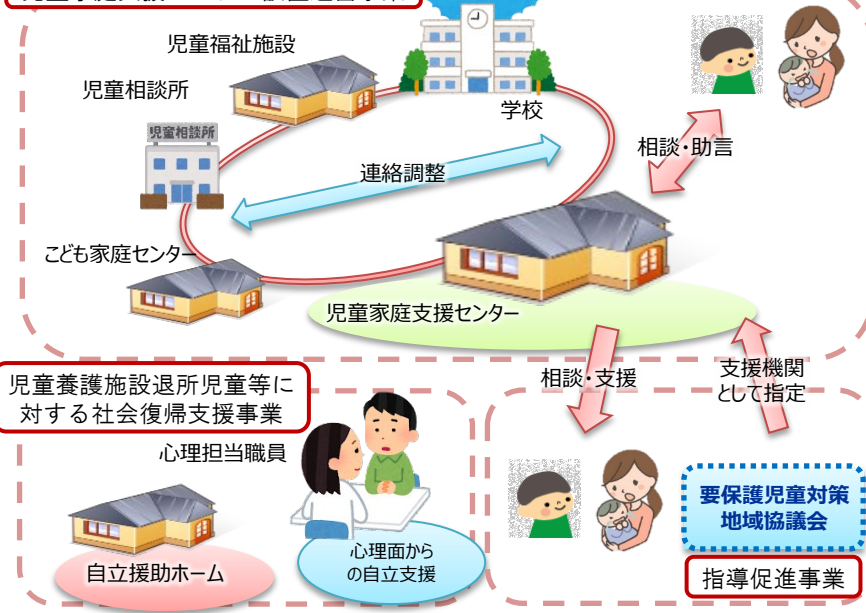 児童福祉施設
児童相談所
児童相談所
学校
連絡調整
相談・助言
こども家庭センター
児童家庭支援センター
児童養護施設退所児童等に
対する社会復帰支援事業
相談・支援
支援機関
として指定
心理担当職員
自立援助ホーム
心理面から
の自立支援
要保護児童対策
地域協議会
指導促進事業